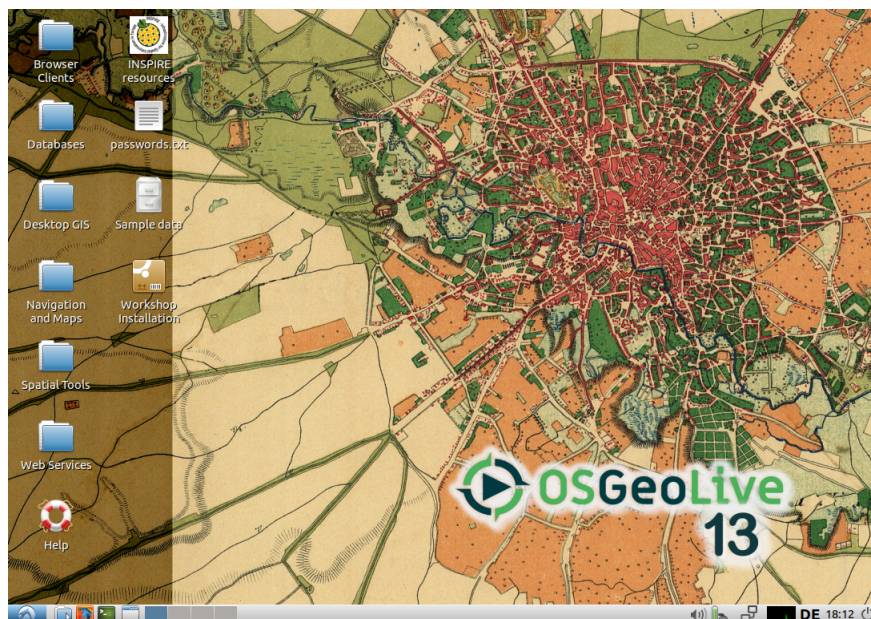 Browser
Clients
INSPIRE
resources
Databases
passwords.txt
Desktop GIS
Sample data
Navigation
and Maps
Workshop
Installation
Spatial Tools
Web Services
Help
OSGeoLive
13
DE 18:12